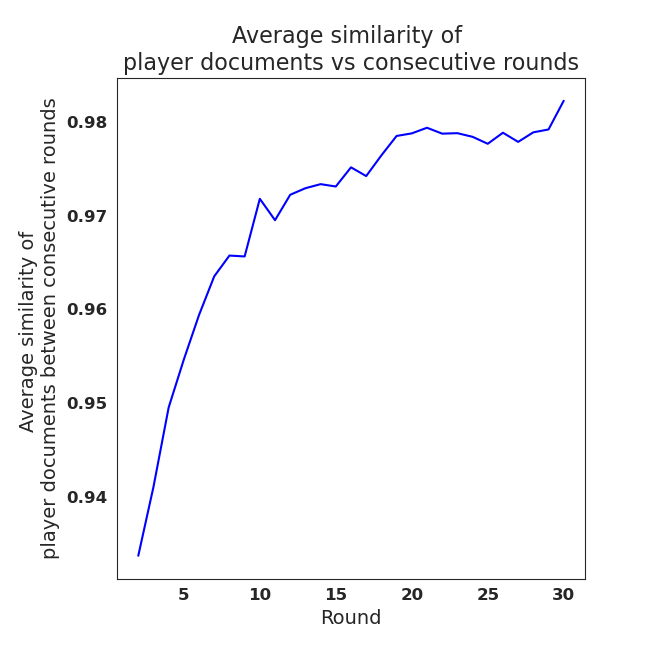 Average similarity of
player documents vs consecutive rounds
Average similarity of
player documents between consecutive rounds
0.98
0.97
0.96
0.95
0.94
5 10 15 20 25 30
Round